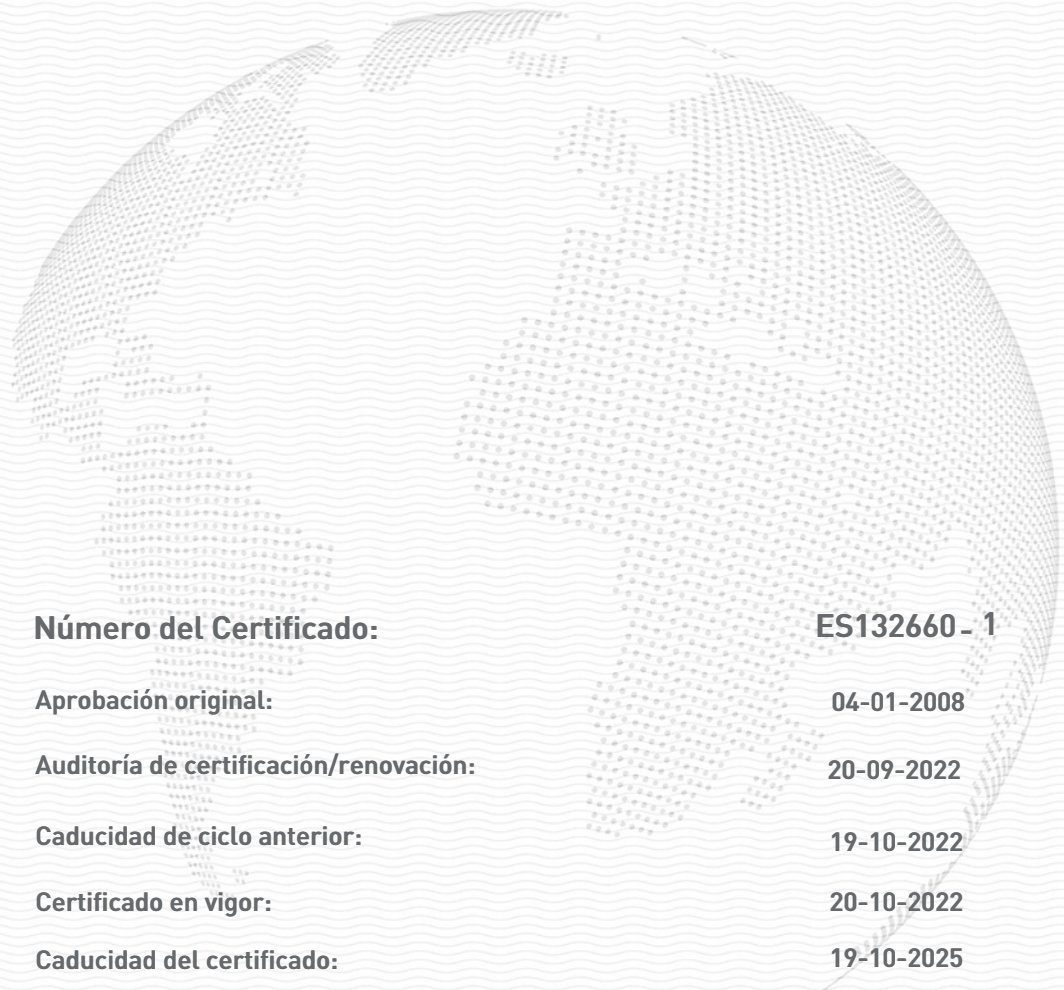 Número del Certificado: ES132660- 1
Aprobación original: 04-01-2008
Auditoría de certificación/renovación: 20-09-2022
Caducidad de ciclo anterior: 19-10-2022
Certificado en vigor: 20-10-2022
Caducidad del certificado: 19-10-2025